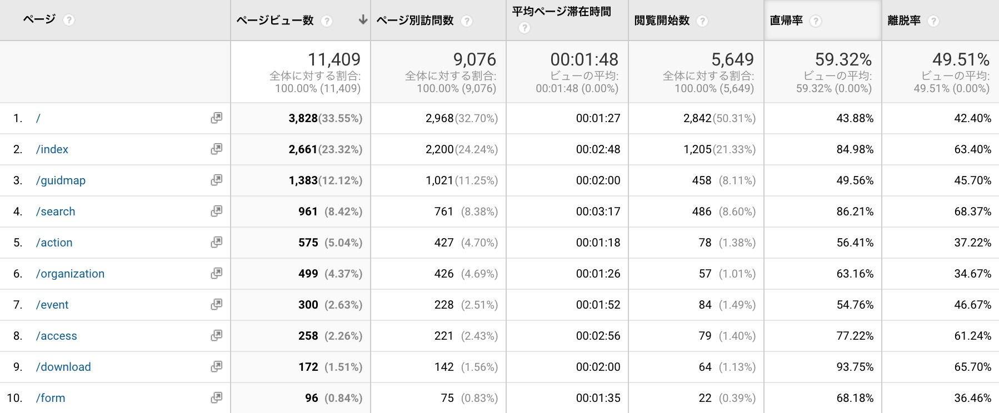 ページ ? ページビュー数 ? ページ別訪問数 ? 平均ページ滞在時間 ? 閲覧開始数 ? 直帰率 ? 離脱率 ?
11,409 9,076 00:01:48 5,649 59.32% 49.51%
全体に対する割合: 全体に対する割合: ビューの平均: 全体に対する割合: ビューの平均: ビューの平均:
100.00% (11,409) 100.00% (9,076) 00:01:48 (0.00%) 100.00% (5,649) 59.32% (0.00%) 49.51% (0.00%)
1. / 3,828(33.55%) 2,968(32.70%) 00:01:27 2,842(50.31%) 43.88% 42.40%
2. /index 2,661(23.32%) 2,200(24.24%) 00:02:48 1,205(21.33%) 84.98% 63.40%
3. /guidmap 1,383(12.12%) 1,021(11.25%) 00:02:00 458 (8.11%) 49.56% 45.70%
4. /search 961 (8.42%) 761 (8.38%) 00:03:17 486 (8.60%) 86.21% 68.37%
5. /action 575 (5.04%) 427 (4.70%) 00:01:18 78 (1.38%) 56.41% 37.22%
6. /organization 499 (4.37%) 426 (4.69%) 00:01:26 57 (1.01%) 63.16% 34.67%
7. /event 300 (2.63%) 228 (2.51%) 00:01:52 84 (1.49%) 54.76% 46.67%
8. /access 258 (2.26%) 221 (2.43%) 00:02:56 79 (1.40%) 77.22% 61.24%
9. /download 172 (1.51%) 142 (1.56%) 00:02:00 64 (1.13%) 93.75% 65.70%
10. /form 96 (0.84%) 75 (0.83%) 00:01:35 22 (0.39%) 68.18% 36.46%